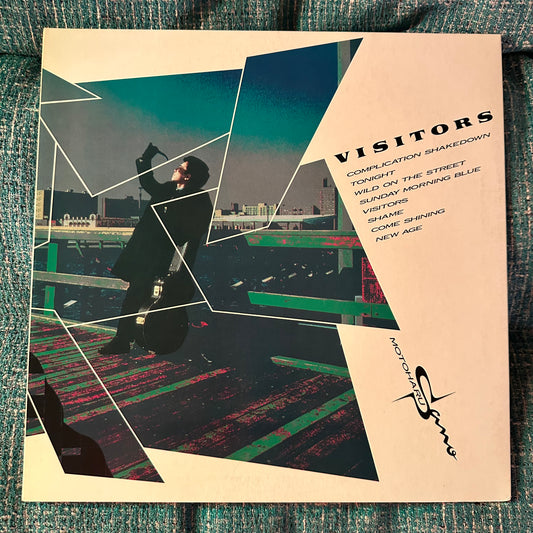 VISITORS
COMPLICATION SHAKEDOWN
TONIGHT
WILD ON THE STREET
SUNDAY MORNING BLUE
VISITORS
SHAME
COME SHINING
NEW AGE
MOTOHARU
Sano